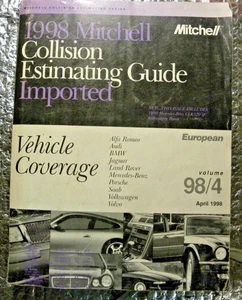 1998 Mitchell
Mitchell
Collision
Estimating Guide
Imported
European
Vehicle
Coverage
Alfa Romeo
Audi
BMW
Jaguar
Land Rover
Mercedes-Benz
Porsche
Saab
Volkswagen
Volvo
volume
98/4
April 1998